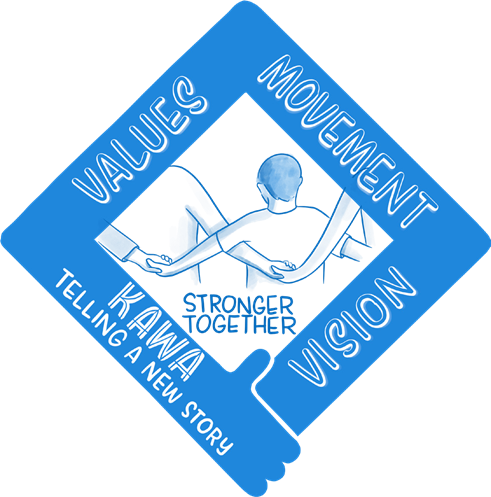 VALUES
MOVEMENT
STRONGER
TOGETHER
VISION
KAWA
TELLING A NEW STORY